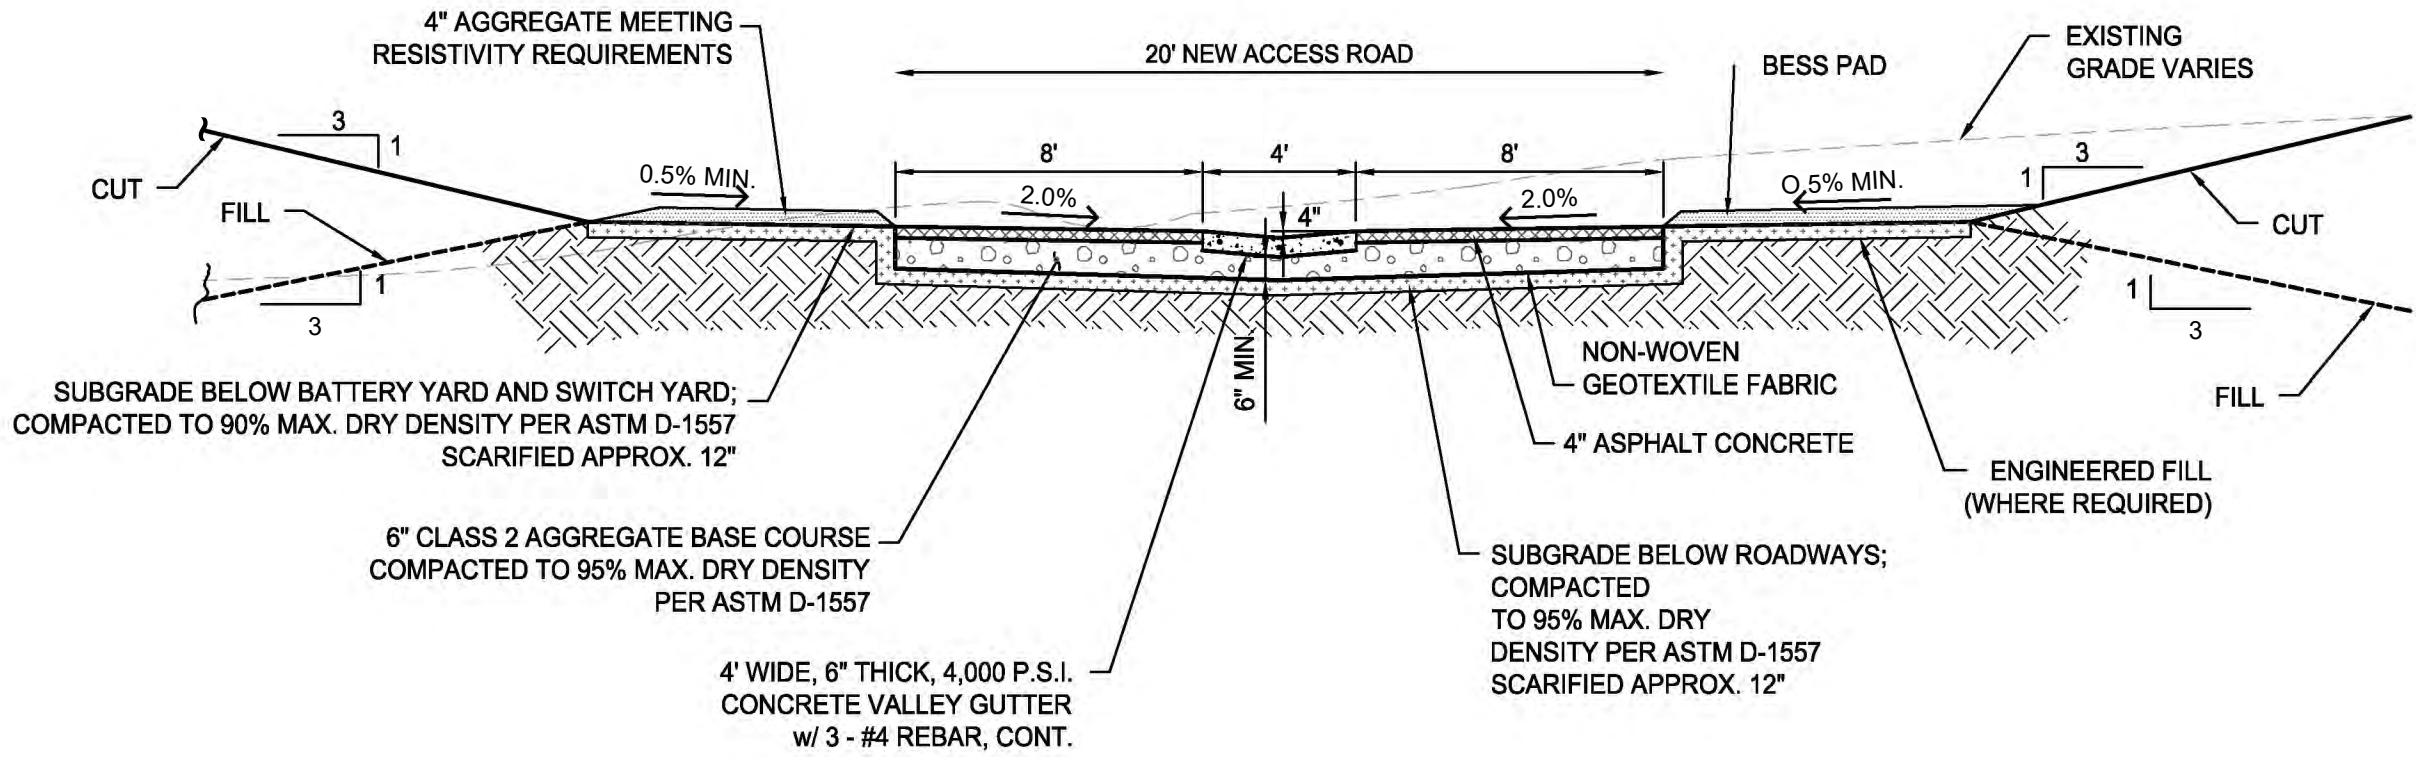 4" AGGREGATE MEETING
RESISTIVITY REQUIREMENTS
20' NEW ACCESS ROAD
BESS PAD
EXISTING
GRADE VARIES
3
1
CUT
0.5% MIN.
8'
4'
8'
2.0%
4"
2.0%
O.5% MIN.
3
1
CUT
FILL
1
3
1
3
FILL
6" MIN.
SUBGRADE BELOW BATTERY YARD AND SWITCH YARD;
COMPACTED TO 90% MAX. DRY DENSITY PER ASTM D-1557
SCARIFIED APPROX. 12"
NON-WOVEN
GEOTEXTILE FABRIC
4" ASPHALT CONCRETE
ENGINEERED FILL
(WHERE REQUIRED)
6" CLASS 2 AGGREGATE BASE COURSE
COMPACTED TO 95% MAX. DRY DENSITY
PER ASTM D-1557
SUBGRADE BELOW ROADWAYS;
COMPACTED
TO 95% MAX. DRY
DENSITY PER ASTM D-1557
SCARIFIED APPROX. 12"
4' WIDE, 6" THICK, 4,000 P.S.I.
CONCRETE VALLEY GUTTER
w/ 3 - #4 REBAR, CONT.